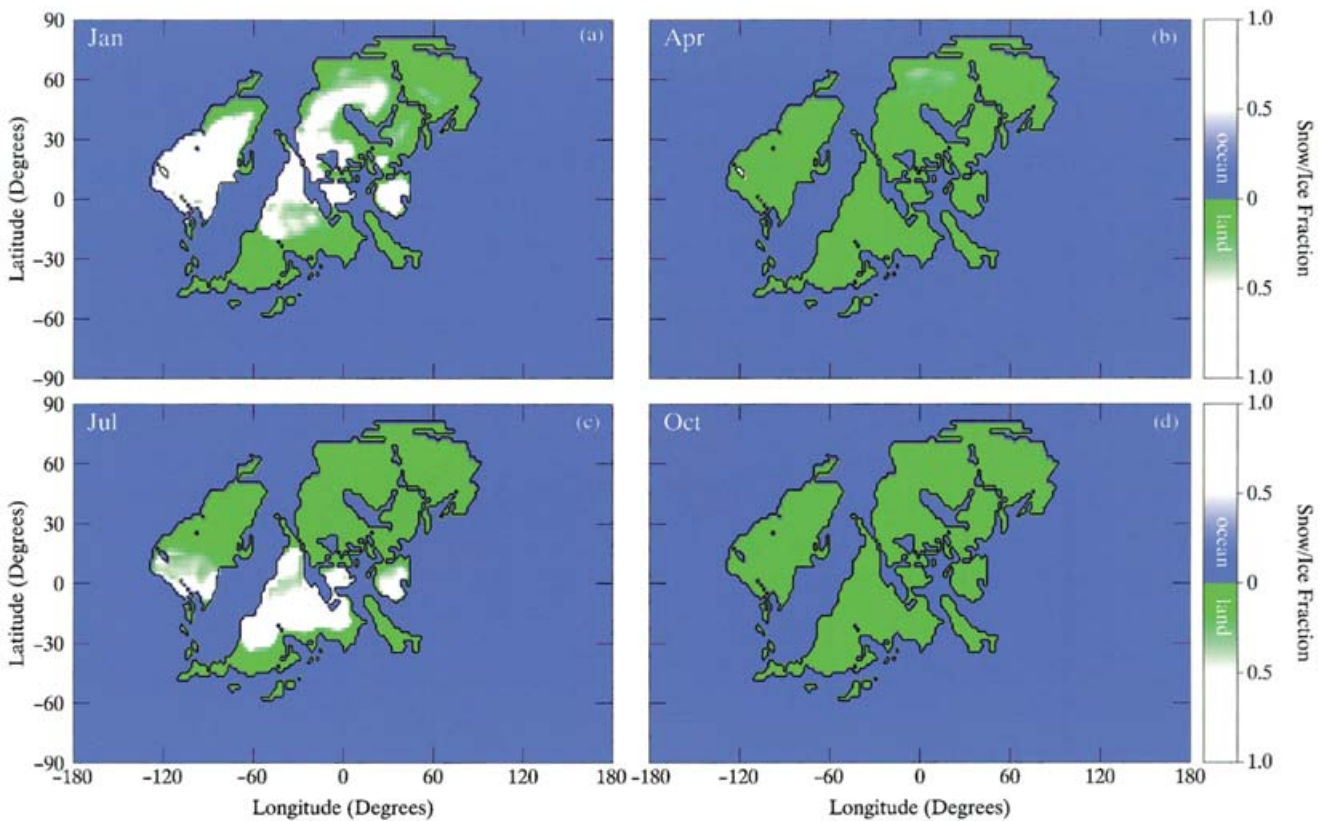 90
60
30
0
-30
-60
-90
Latitude (Degrees)
Jan
(a)
Apr
(b)
1.0
0.5
0
0.5
1.0
ocean
land
Snow/Ice Fraction
90
60
30
0
-30
-60
-90
Latitude (Degrees)
Jul
(c)
Oct
(d)
1.0
0.5
0
0.5
1.0
ocean
land
Snow/Ice Fraction
-180 -120 -60 0 60 120 180
-120 -60 0 60 120 180
Longitude (Degrees)
Longitude (Degrees)